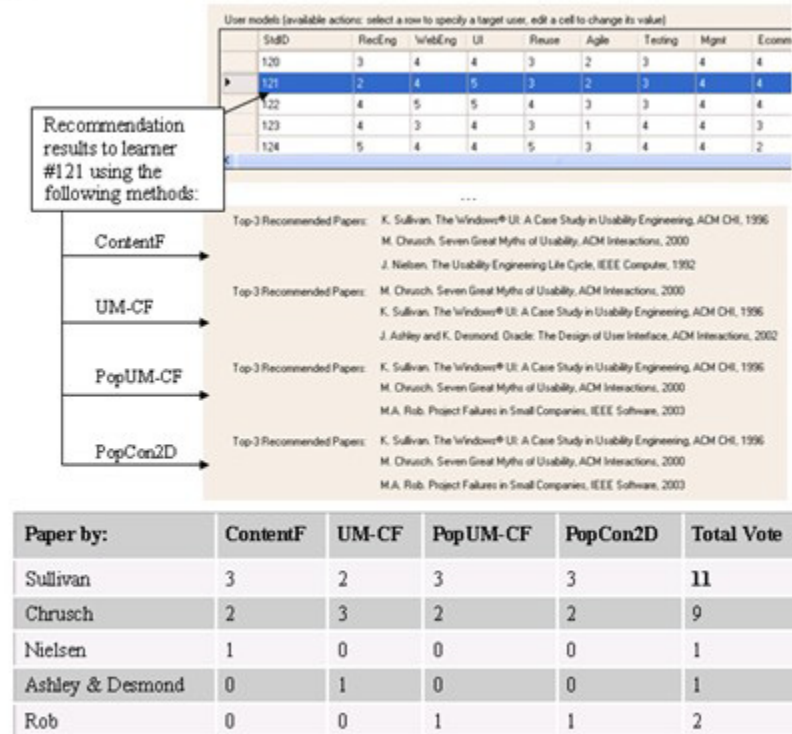 User models (available actions: select a row to specify a target user, edit a cell to change its value)
StdID RecEng WebEng UI Reuse Agile Testing Mgmt Ecomm
120 3 4 4 3 2 3 4 4
121 2 4 5 3 2 3 4 4
122 4 5 5 4 3 3 4 4
123 4 3 4 3 1 4 4 3
124 5 4 4 5 3 4 4 2
Recommendation
results to learner
#121 using the
following methods:
...
ContentF
Top-3 Recommended Papers: K. Sullivan. The Windows® UI: A Case Study in Usability Engineering, ACM CHI, 1996
M. Chrusch. Seven Great Myths of Usability, ACM Interactions, 2000
J. Nielsen. The Usability Engineering Life Cycle, IEEE Computer, 1992
UM-CF
Top-3 Recommended Papers: M. Chrusch. Seven Great Myths of Usability, ACM Interactions, 2000
K. Sullivan. The Windows® UI: A Case Study in Usability Engineering, ACM CHI, 1996
J. Ashley and K. Desmond. Oracle: The Design of User Interface, ACM Interactions, 2002
PopUM-CF
Top-3 Recommended Papers: K. Sullivan. The Windows® UI: A Case Study in Usability Engineering, ACM CHI, 1996
M. Chrusch. Seven Great Myths of Usability, ACM Interactions, 2000
M.A. Rob. Project Failures in Small Companies, IEEE Software, 2003
PopCon2D
Top-3 Recommended Papers: K. Sullivan. The Windows® UI: A Case Study in Usability Engineering, ACM CHI, 1996
M. Chrusch. Seven Great Myths of Usability, ACM Interactions, 2000
M.A. Rob. Project Failures in Small Companies, IEEE Software, 2003
Paper by: ContentF UM-CF PopUM-CF PopCon2D Total Vote
Sullivan 3 2 3 3 11
Chrusch 2 3 2 2 9
Nielsen 1 0 0 0 1
Ashley & Desmond 0 1 0 0 1
Rob 0 0 1 1 2